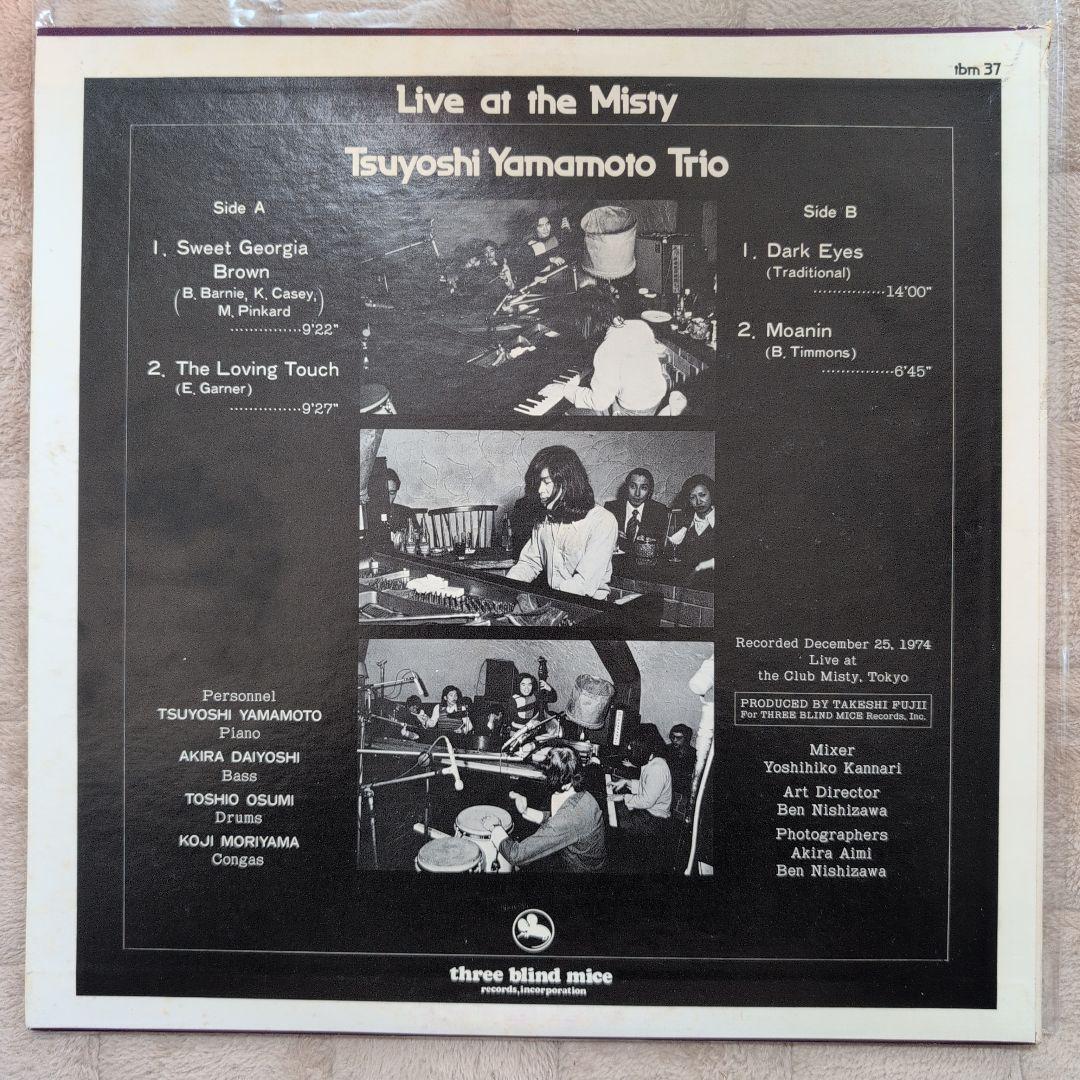 tbm 37
Live at the Misty
Tsuyoshi Yamamoto Trio
Side A
1. Sweet Georgia
Brown
(B. Barnie, K. Casey,
M. Pinkard)
...............9'22"
2. The Loving Touch
(E. Garner)
...............9'27"
Side B
1. Dark Eyes
(Traditional)
...............14'00"
2. Moanin
(B. Timmons)
...............6'45"
Personnel
TSUYOSHI YAMAMOTO
Piano
AKIRA DAIYOSHI
Bass
TOSHIO OSUMI
Drums
KOJI MORIYAMA
Congas
Recorded December 25, 1974
Live at
the Club Misty, Tokyo
PRODUCED BY TAKESHI FUJII
For THREE BLIND MICE Records, Inc.
Mixer
Yoshihiko Kannari
Art Director
Ben Nishizawa
Photographers
Akira Aimi
Ben Nishizawa
three blind mice
records, incorporation